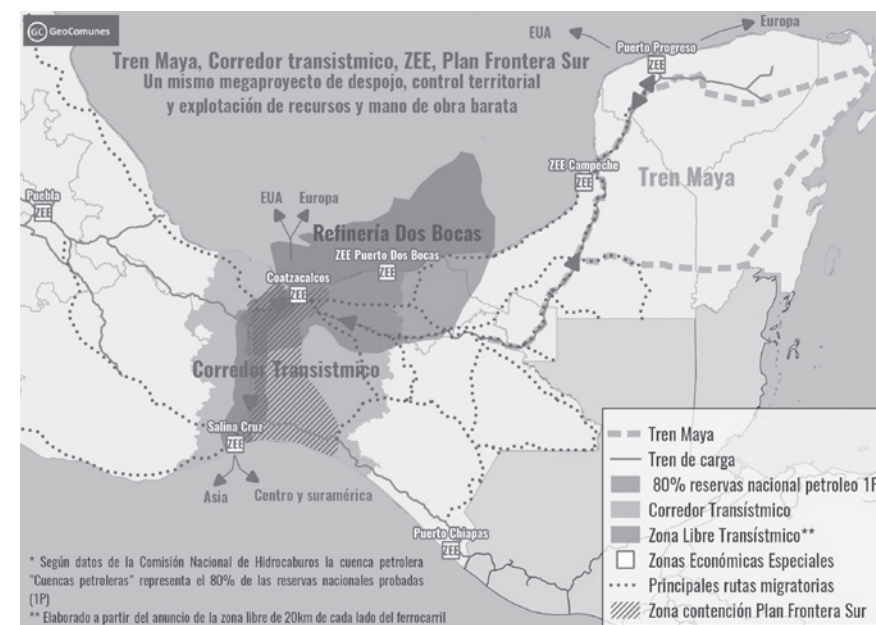 GC GeoComunes
Tren Maya, Corredor transistmico, ZEE, Plan Frontera Sur
Un mismo megaproyecto de despojo, control territorial
y explotación de recursos y mano de obra barata
EUA
Europa
Puerto Progreso
ZEE
ZEE Campeche
ZEE
Tren Maya
Puebla
ZEE
EUA
Europa
Refinería Dos Bocas
ZEE Puerto Dos Bocas
ZEE
Coatzacalcos
ZEE
Corredor Transistmico
Salina Cruz
ZEE
Asia
Centro y suramérica
Puerto Chiapas
ZEE
Tren Maya
Tren de carga
80% reservas nacional petroleo 1P
Corredor Transístmico
Zona Libre Transístmico**
Zonas Económicas Especiales
Principales rutas migratorias
Zona contención Plan Frontera Sur
* Según datos de la Comisión Nacional de Hidrocaburos la cuenca petrolera
"Cuencas petroleras" representa el 80% de las reservas nacionales probadas
(1P)
** Elaborado a partir del anuncio de la zona libre de 20km de cada lado del ferrocarril